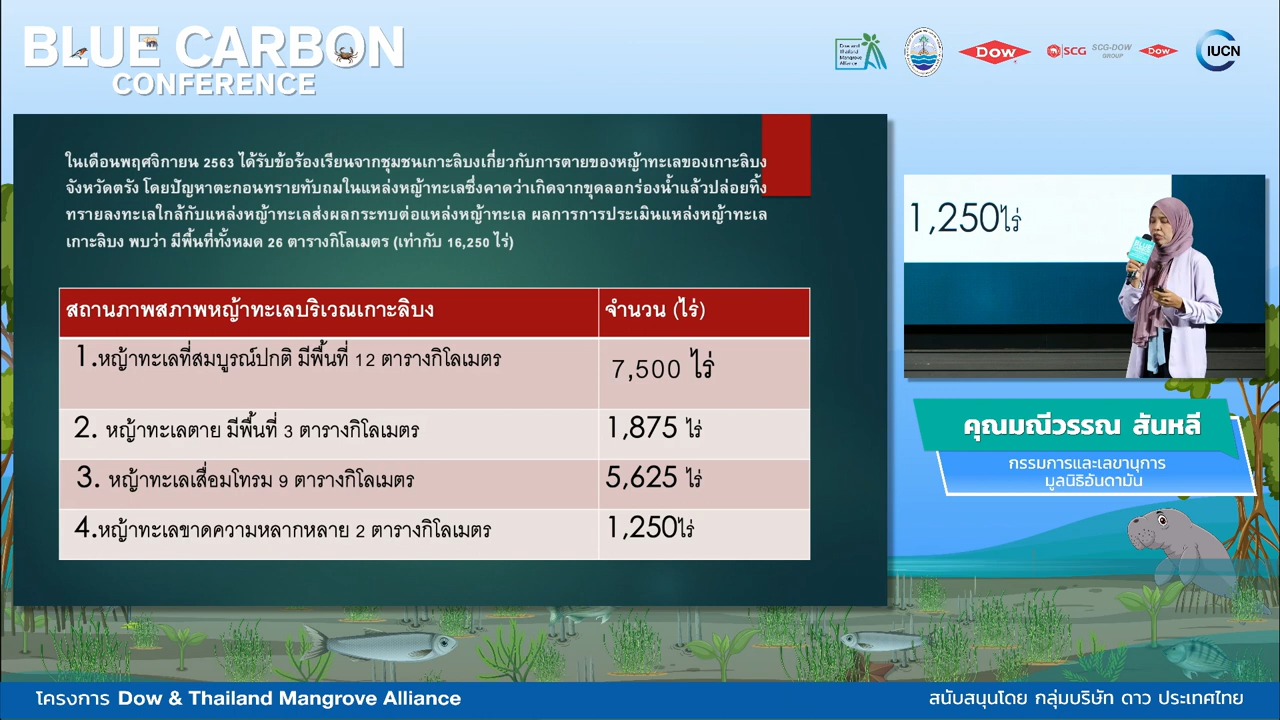 BLUE CARBON
CONFERENCE
Dow and
Thailand
Mangrove
Alliance
Dow
SCG
SCG-DOW
GROUP
Dow
IUCN
ในเดือนพฤศจิกายน 2563 ได้รับข้อร้องเรียนจากชุมชนเกาะลิบงเกี่ยวกับการตายของหญ้าทะเลของเกาะลิบง
จังหวัดตรัง โดยปัญหาตะกอนทรายทับถมในแหล่งหญ้าทะเลซึ่งคาดว่าเกิดจากขุดลอกร่องน้ำแล้วปล่อยทิ้ง
ทรายลงทะเลใกล้กับแหล่งหญ้าทะเลส่งผลกระทบต่อแหล่งหญ้าทะเล ผลการการประเมินแหล่งหญ้าทะเล
เกาะลิบง พบว่า มีพื้นที่ทั้งหมด 26 ตารางกิโลเมตร (เท่ากับ 16,250 ไร่)
สถานภาพสภาพหญ้าทะเลบริเวณเกาะลิบง จำนวน (ไร่)
1.หญ้าทะเลที่สมบูรณ์ปกติ มีพื้นที่ 12 ตารางกิโลเมตร 7,500 ไร่
2. หญ้าทะเลตาย มีพื้นที่ 3 ตารางกิโลเมตร 1,875 ไร่
3. หญ้าทะเลเสื่อมโทรม 9 ตารางกิโลเมตร 5,625 ไร่
4.หญ้าทะเลขาดความหลากหลาย 2 ตารางกิโลเมตร 1,250ไร่
1,250ไร่
BLUE
คุณมณีวรรณ สันหลี
กรรมการและเลขานุการ
มูลนิธิอันดามัน
โครงการ Dow & Thailand Mangrove Alliance
สนับสนุนโดย กลุ่มบริษัท ดาว ประเทศไทย